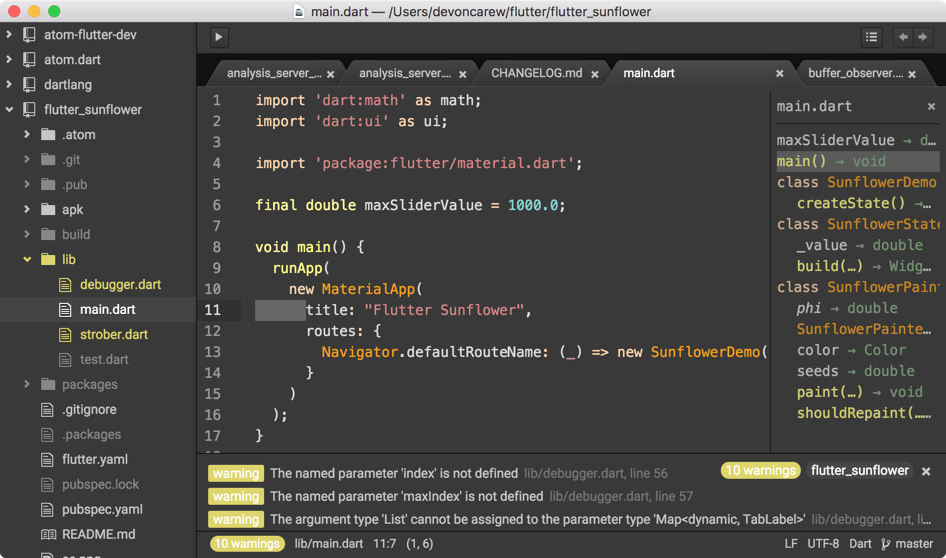 main.dart — /Users/devoncarew/flutter/flutter_sunflower
atom-flutter-dev
atom.dart
dartlang
flutter_sunflower
.atom
.git
.pub
apk
build
lib
debugger.dart
main.dart
strober.dart
test.dart
packages
.gitignore
.packages
flutter.yaml
pubspec.lock
pubspec.yaml
README.md
analysis_server_...
analysis_server....
CHANGELOG.md
main.dart
buffer_observer....
1 import 'dart:math' as math;
2 import 'dart:ui' as ui;
3
4 import 'package:flutter/material.dart';
5
6 final double maxSliderValue = 1000.0;
7
8 void main() {
9 runApp(
10 new MaterialApp(
11 title: "Flutter Sunflower",
12 routes: {
13 Navigator.defaultRouteName: (_) => new SunflowerDemo(
14 }
15 )
16 );
17 }
main.dart
maxSliderValue → d…
main() → void
class SunflowerDemo
createState() →…
class SunflowerState
_value → double
build(…) → Widg…
class SunflowerPaint
phi → double
SunflowerPainte…
color → Color
seeds → double
paint(…) → void
shouldRepaint(……
warning The named parameter 'index' is not defined lib/debugger.dart, line 56
10 warnings flutter_sunflower
warning The named parameter 'maxIndex' is not defined lib/debugger.dart, line 57
warning The argument type 'List' cannot be assigned to the parameter type 'Map<dynamic, TabLabel>' lib/debugger.dart, li...
10 warnings lib/main.dart 11:7 (1, 6) LF UTF-8 Dart master